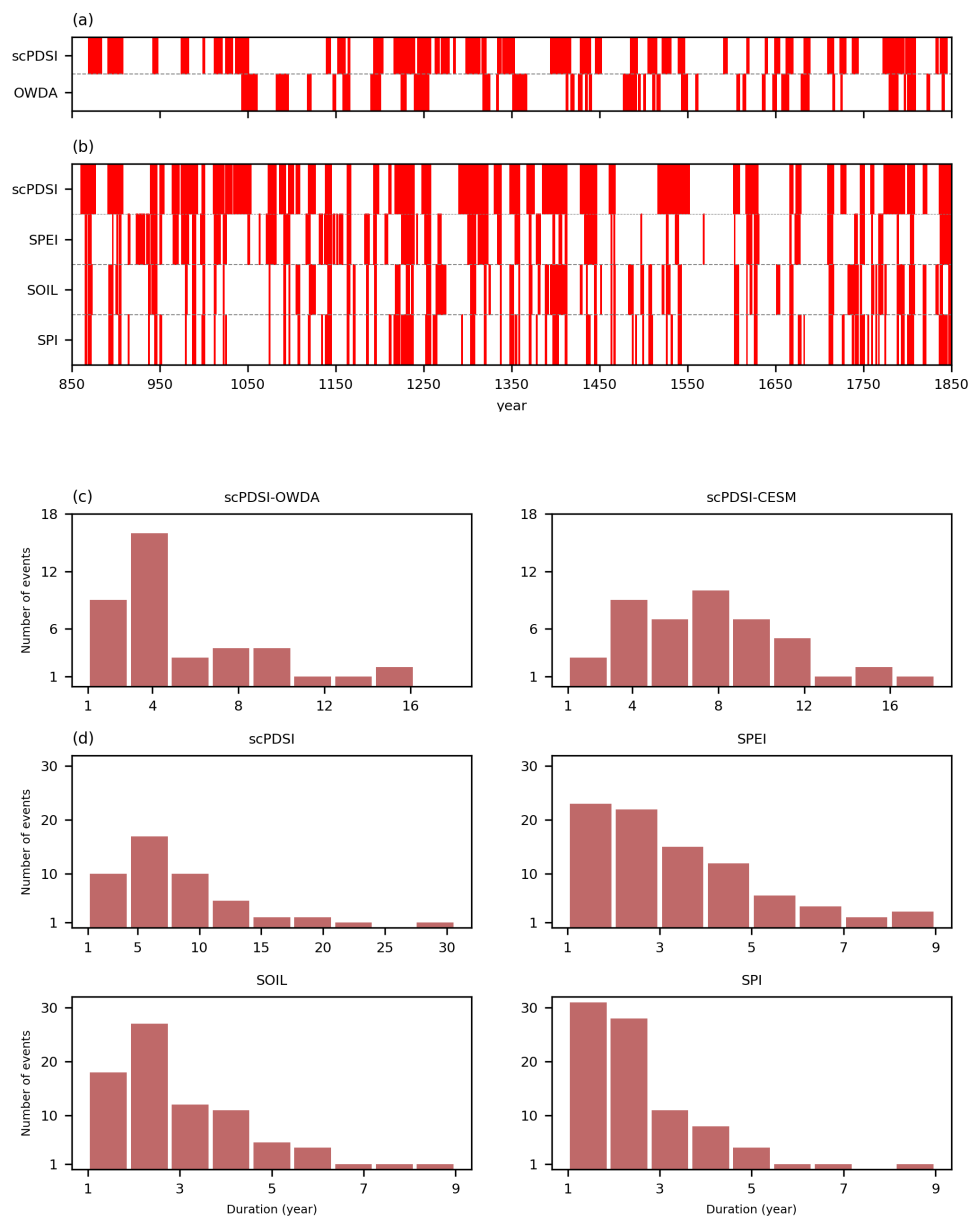 (a)
scPDSI
OWDA
(b)
scPDSI
SPEI
SOIL
SPI
850 950 1050 1150 1250 1350 1450 1550 1650 1750 1850
year
(c) scPDSI-OWDA scPDSI-CESM
Number of events
18 12 6 1
1 4 8 12 16
18 12 6 1
1 4 8 12 16
(d) scPDSI SPEI
Number of events
30 20 10 1
1 5 10 15 20 25 30
30 20 10 1
1 3 5 7 9
SOIL SPI
Number of events
30 20 10 1
1 3 5 7 9
Duration (year)
30 20 10 1
1 3 5 7 9
Duration (year)